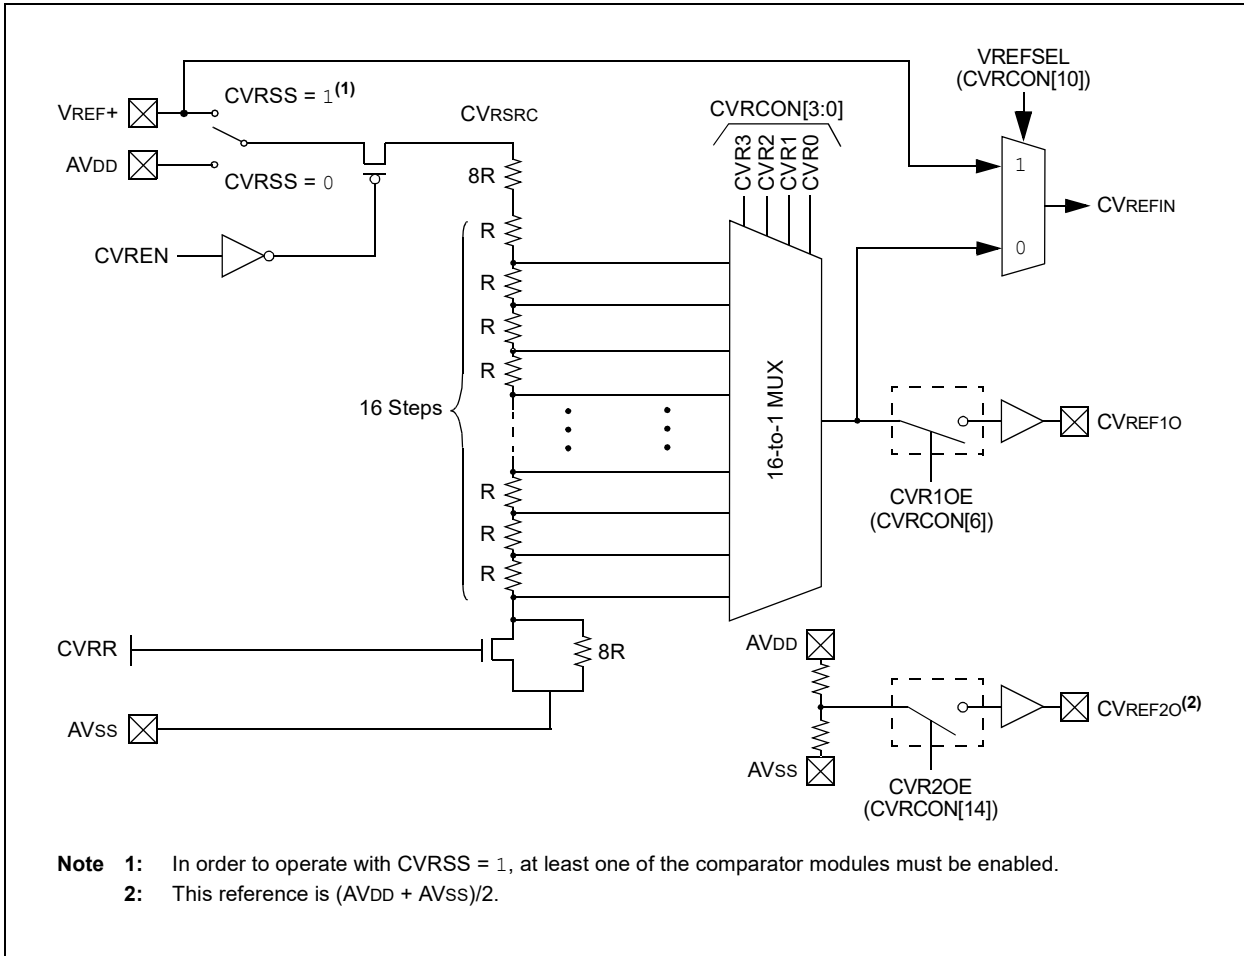 VREFSEL
(CVRCON[10])
VREF+
CVRSS = 1(1)
CVRSRC
CVRCON[3:0]
CVR3
CVR2
CVR1
CVR0
AVDD
CVRSS = 0
8R
1
CVREFIN
R
CVREN
0
R
R
R
16 Steps
16-to-1 MUX
CVREF1O
R
CVR1OE
(CVRCON[6])
R
R
CVRR
8R
AVDD
CVREF2O(2)
AVSS
AVSS
CVR2OE
(CVRCON[14])
Note 1: In order to operate with CVRSS = 1, at least one of the comparator modules must be enabled.
2: This reference is (AVDD + AVSS)/2.